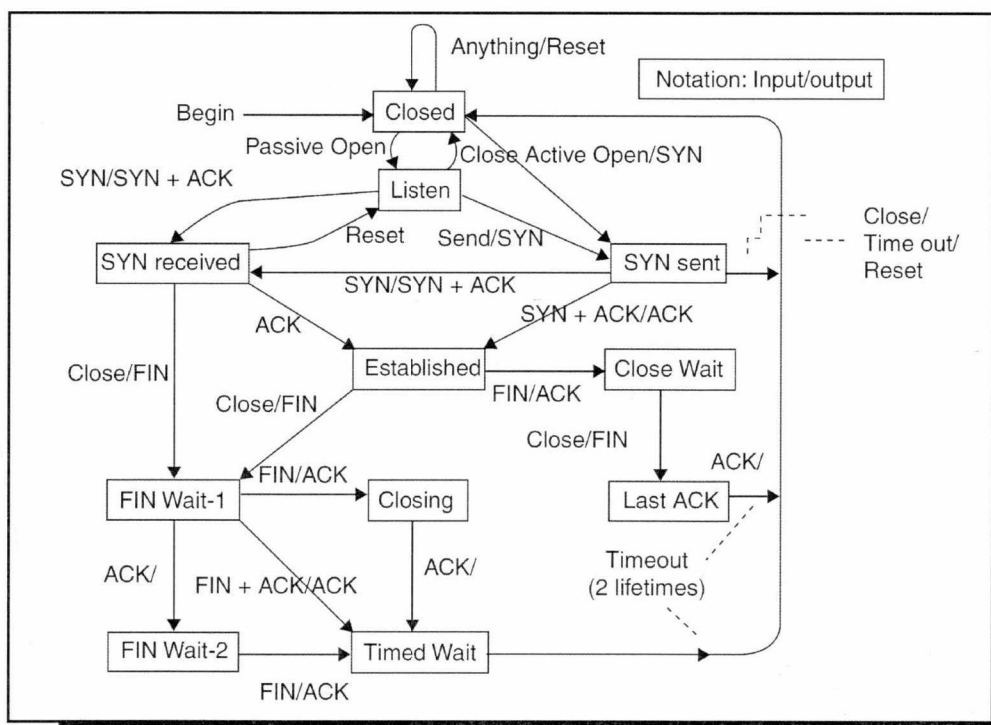 Anything/Reset
Notation: Input/output
Begin
Closed
Passive Open
Close Active Open/SYN
SYN/SYN + ACK
Listen
Reset
Send/SYN
Close/
Time out/
Reset
SYN received
SYN sent
SYN/SYN + ACK
ACK
SYN + ACK/ACK
Established
Close Wait
Close/FIN
Close/FIN
FIN/ACK
Close/FIN
FIN/ACK
ACK/
FIN Wait-1
Closing
Last ACK
ACK/
FIN + ACK/ACK
ACK/
Timeout
(2 lifetimes)
FIN Wait-2
Timed Wait
FIN/ACK